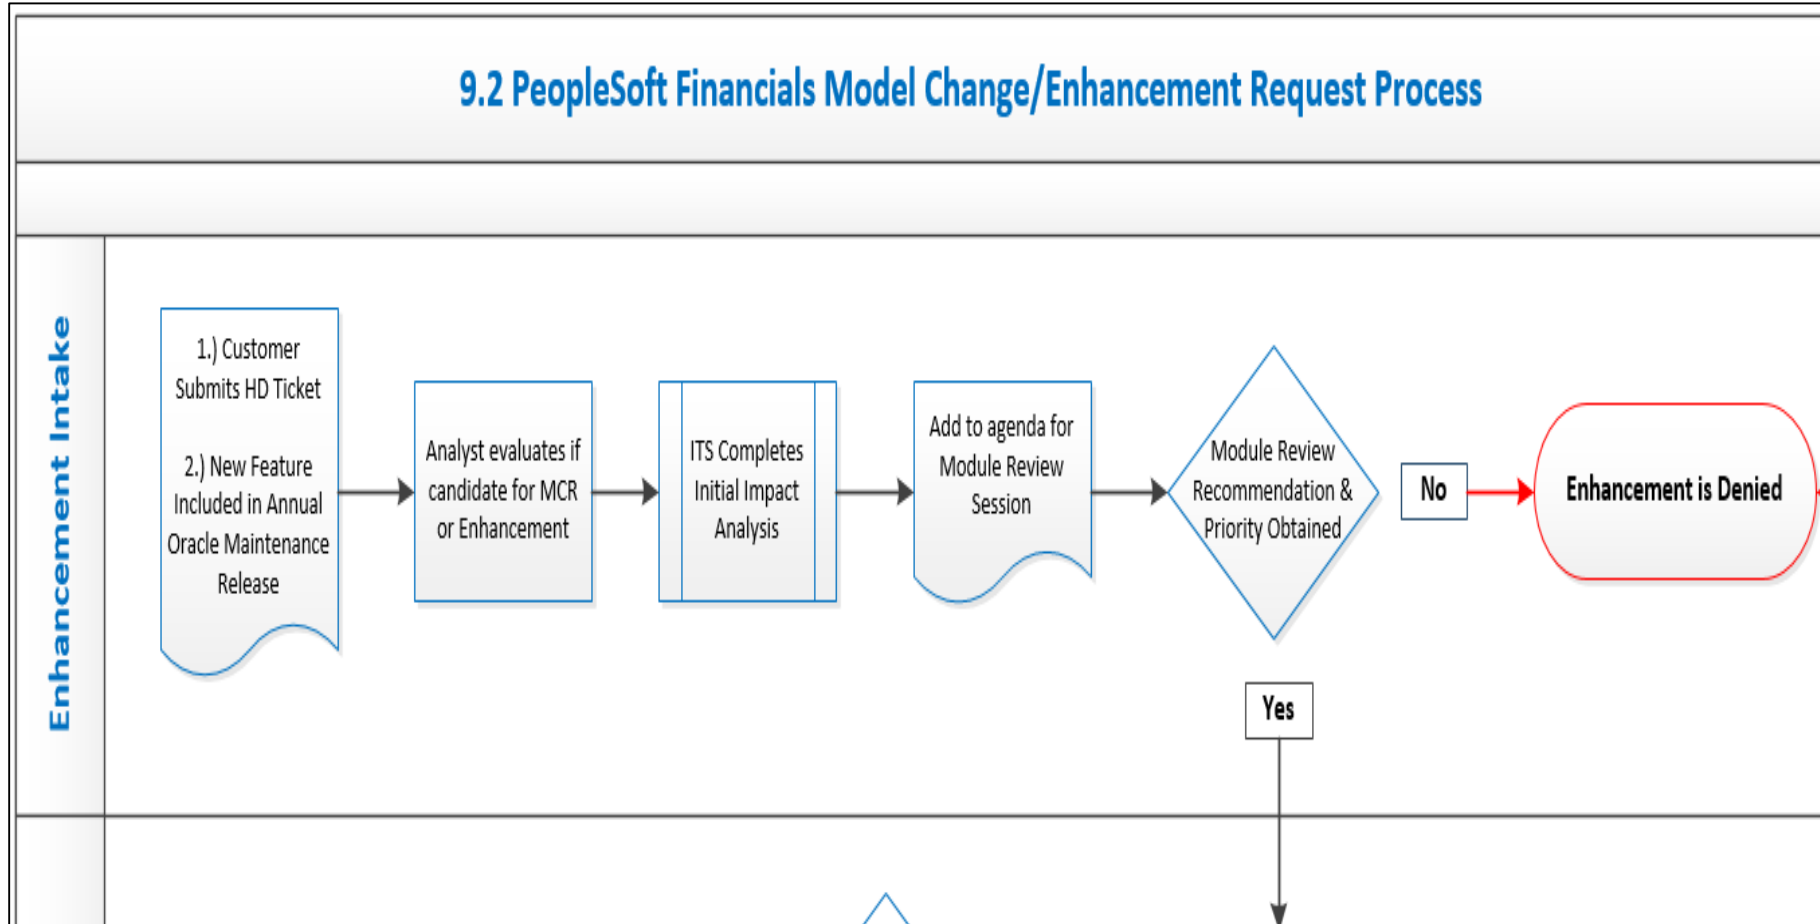 9.2 PeopleSoft Financials Model Change/Enhancement Request Process
Enhancement Intake
1.) Customer
Submits HD Ticket
2.) New Feature
Included in Annual
Oracle Maintenance
Release
Analyst evaluates if
candidate for MCR
or Enhancement
ITS Completes
Initial Impact
Analysis
Add to agenda for
Module Review
Session
Module Review
Recommendation &
Priority Obtained
No
Enhancement is Denied
Yes